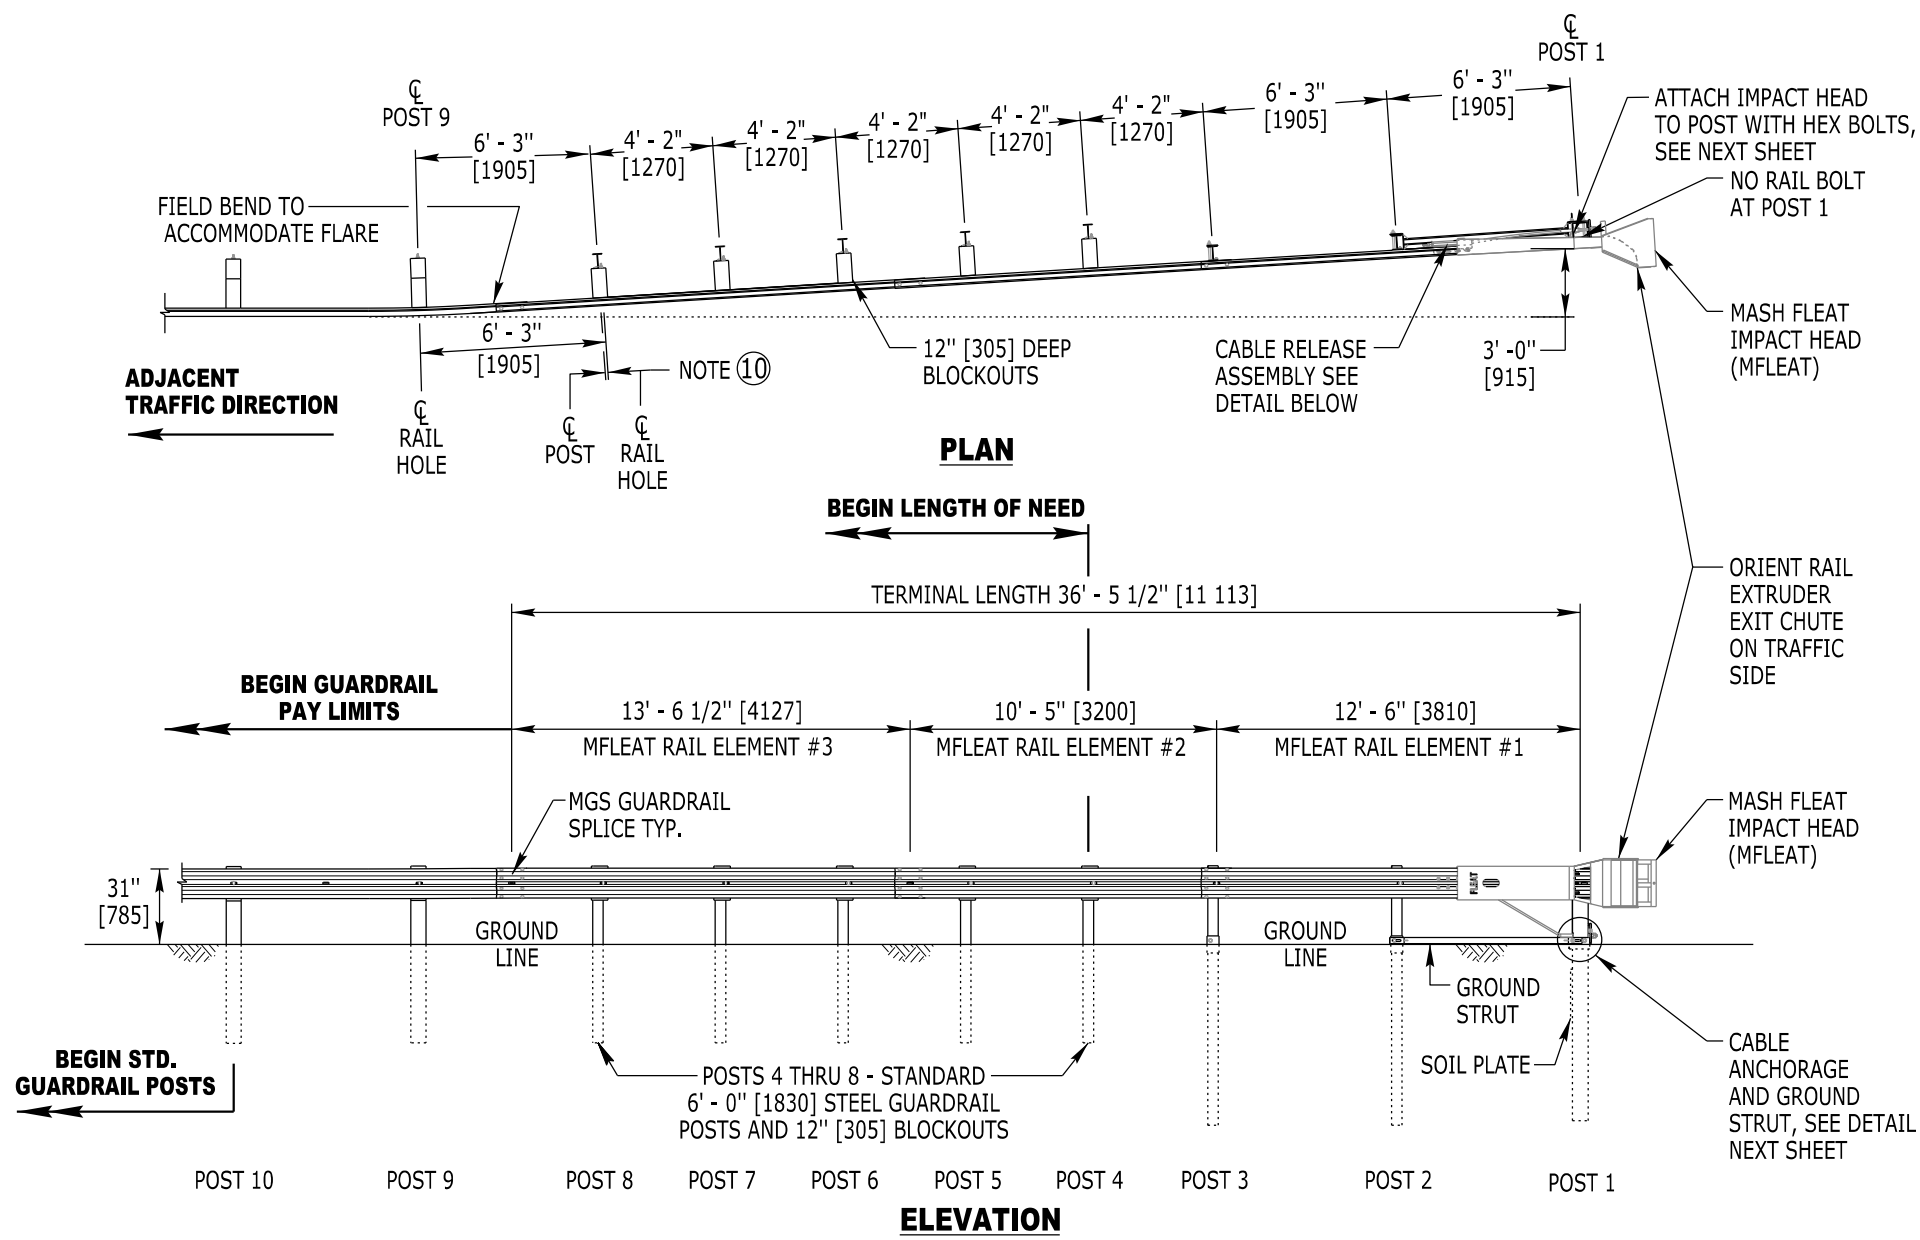 ℄
POST 1
℄
POST 9
6' - 3"
[1905]
4' - 2"
[1270]
4' - 2"
[1270]
4' - 2"
[1270]
4' - 2"
[1270]
4' - 2"
[1270]
6' - 3"
[1905]
6' - 3"
[1905]
ATTACH IMPACT HEAD
TO POST WITH HEX BOLTS,
SEE NEXT SHEET
NO RAIL BOLT
AT POST 1
FIELD BEND TO
ACCOMMODATE FLARE
6' - 3"
[1905]
NOTE 10
12" [305] DEEP
BLOCKOUTS
CABLE RELEASE
ASSEMBLY SEE
DETAIL BELOW
3' -0"
[915]
MASH FLEAT
IMPACT HEAD
(MFLEAT)
ADJACENT
TRAFFIC DIRECTION
℄
RAIL
HOLE
℄
POST
℄
RAIL
HOLE
PLAN
BEGIN LENGTH OF NEED
TERMINAL LENGTH 36' - 5 1/2" [11 113]
ORIENT RAIL
EXTRUDER
EXIT CHUTE
ON TRAFFIC
SIDE
BEGIN GUARDRAIL
PAY LIMITS
13' - 6 1/2" [4127]
MFLEAT RAIL ELEMENT #3
10' - 5" [3200]
MFLEAT RAIL ELEMENT #2
12' - 6" [3810]
MFLEAT RAIL ELEMENT #1
MGS GUARDRAIL
SPLICE TYP.
MASH FLEAT
IMPACT HEAD
(MFLEAT)
31"
[785]
FLEAT
GROUND
LINE
GROUND
LINE
GROUND
STRUT
SOIL PLATE
CABLE
ANCHORAGE
AND GROUND
STRUT, SEE DETAIL
NEXT SHEET
BEGIN STD.
GUARDRAIL POSTS
POSTS 4 THRU 8 - STANDARD
6' - 0" [1830] STEEL GUARDRAIL
POSTS AND 12" [305] BLOCKOUTS
POST 10
POST 9
POST 8
POST 7
POST 6
POST 5
POST 4
POST 3
POST 2
POST 1
ELEVATION